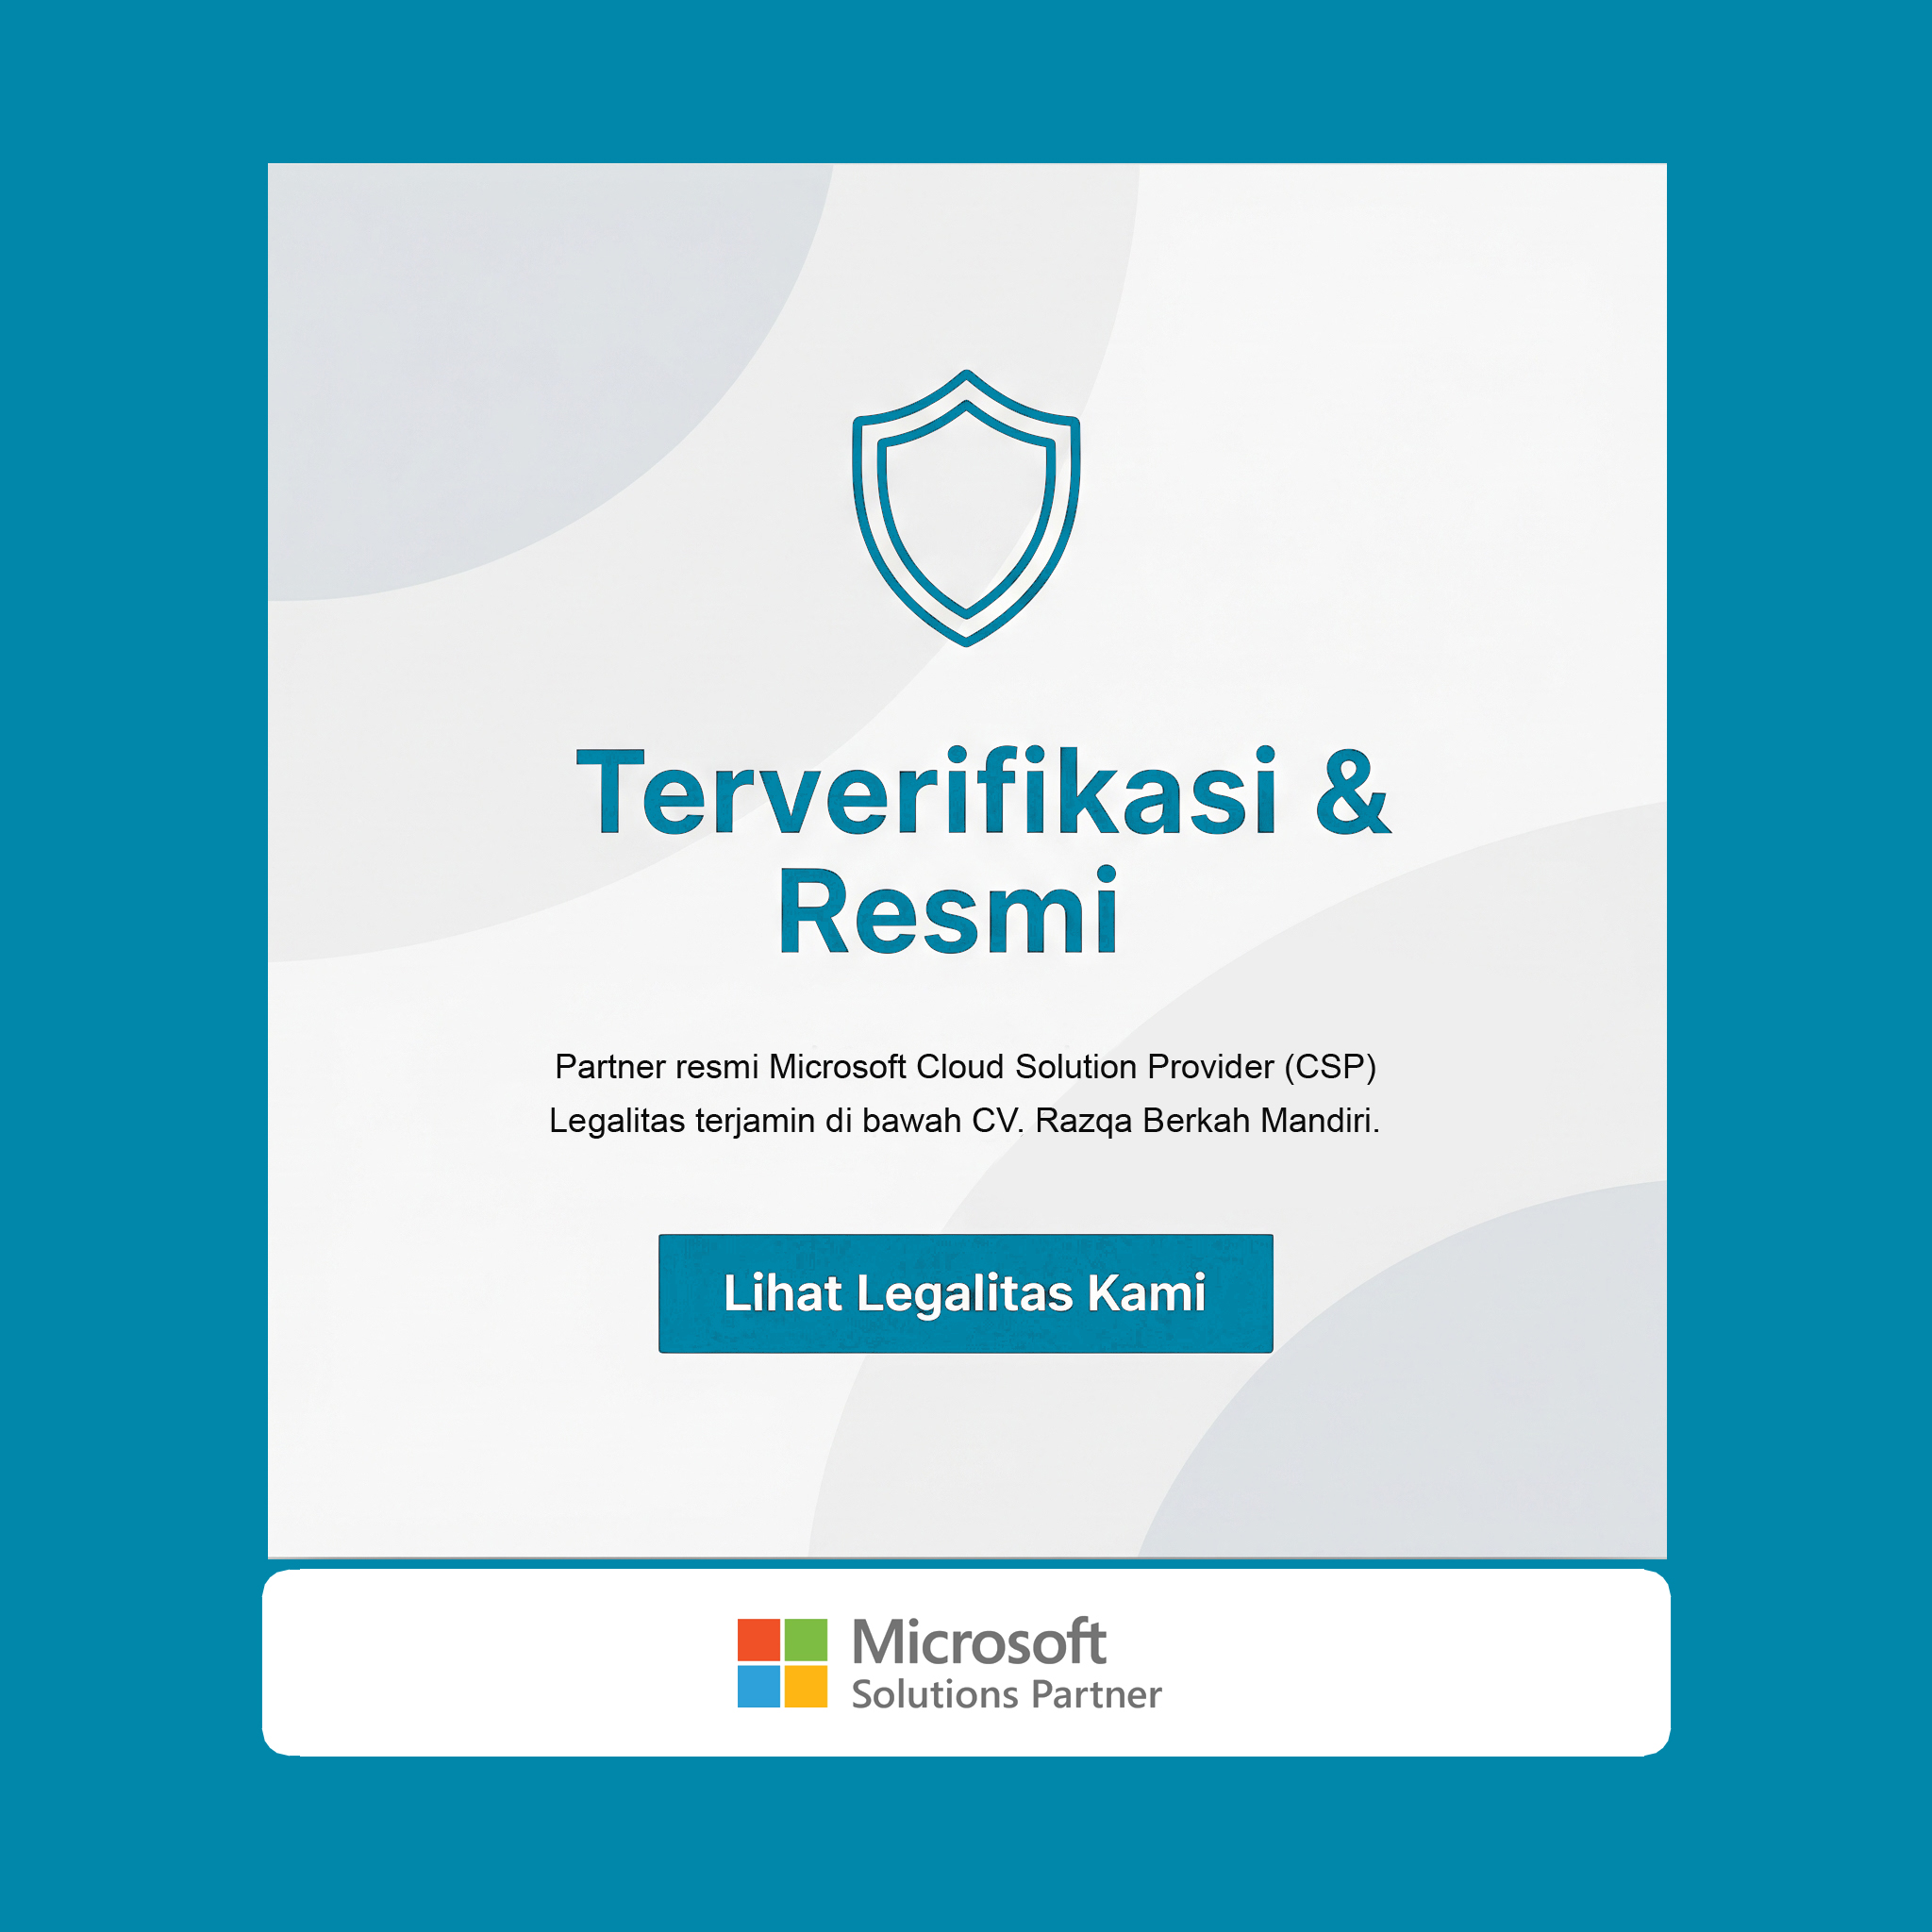 Terverifikasi &
Resmi
Partner resmi Microsoft Cloud Solution Provider (CSP)
Legalitas terjamin di bawah CV. Razqa Berkah Mandiri.
Lihat Legalitas Kami
Microsoft
Solutions Partner